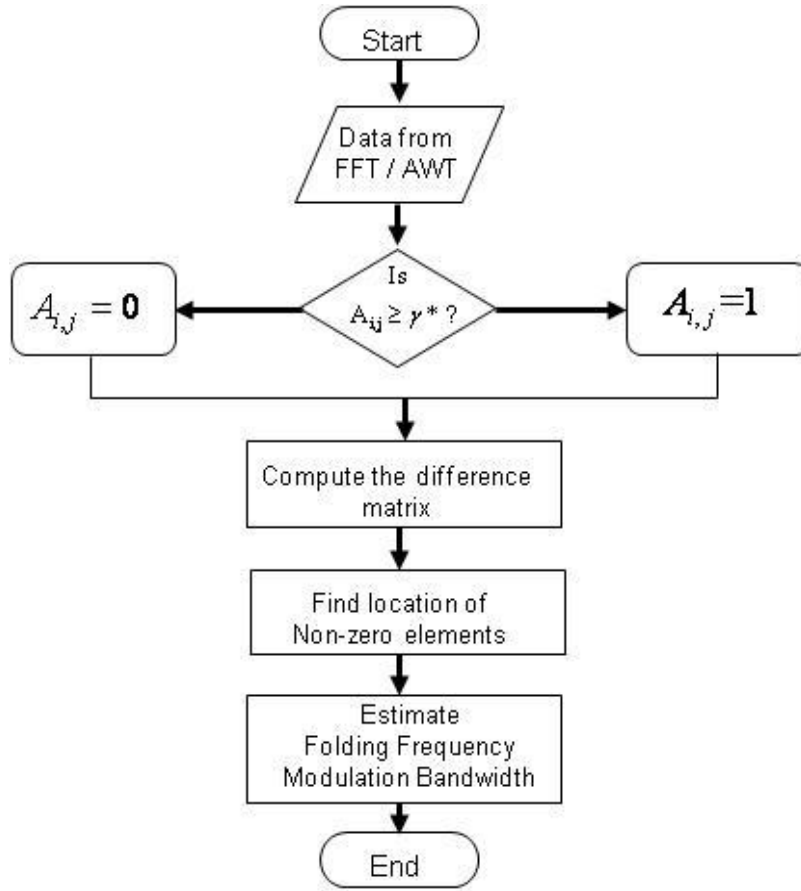 Start
Data from
FFT / AWT
Is
A_{ij} ≥ γ* ?
A_{i,j} = 0
A_{i,j} =1
Compute the difference
matrix
Find location of
Non-zero elements
Estimate
Folding Frequency
Modulation Bandwidth
End